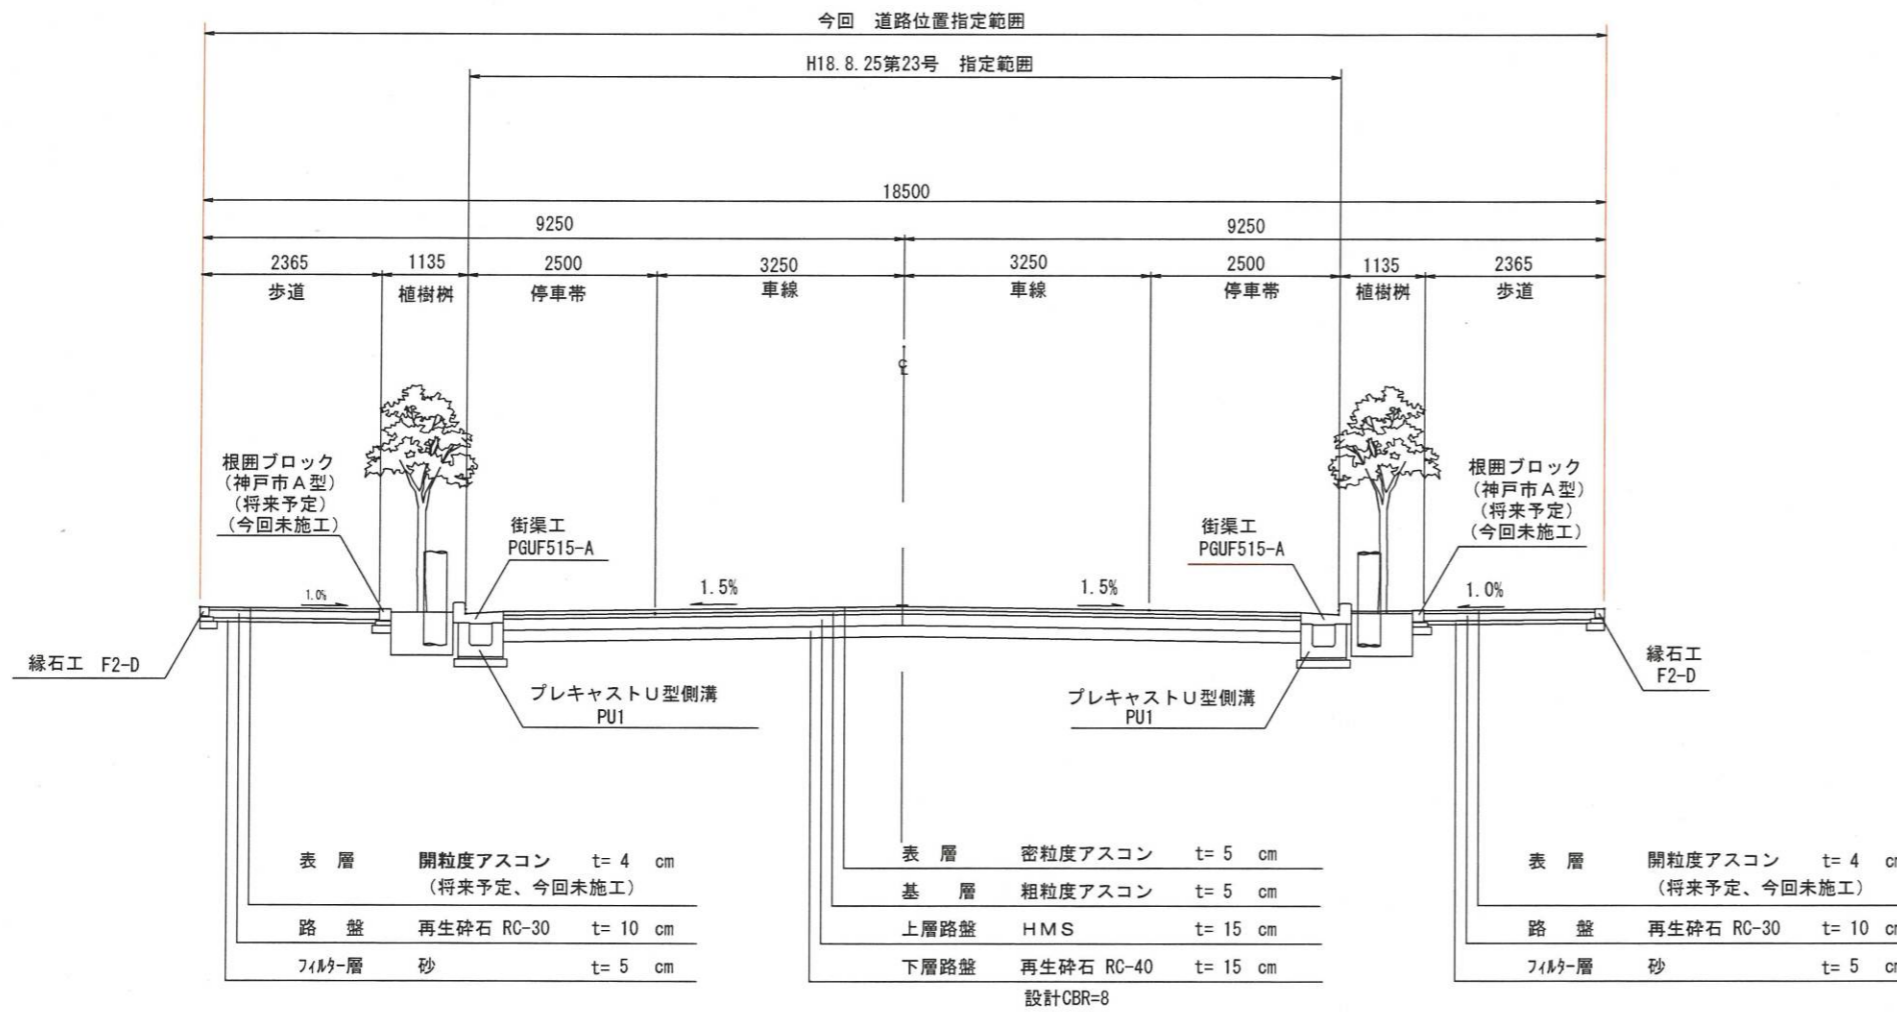 今回　道路位置指定範囲
H18.8.25第23号　指定範囲
18500
9250
9250
2365
1135
2500
3250
3250
2500
1135
2365
歩道
植樹桝
停車帯
車線
車線
停車帯
植樹桝
歩道
根囲ブロック
（神戸市Ａ型）
（将来予定）
（今回未施工）
街渠工
PGUF515-A
街渠工
PGUF515-A
根囲ブロック
（神戸市Ａ型）
（将来予定）
（今回未施工）
1.0%
1.5%
1.5%
1.0%
縁石工 F2-D
プレキャストＵ型側溝
PU1
プレキャストＵ型側溝
PU1
縁石工
F2-D
表　層　開粒度アスコン　t= 4 cm
（将来予定、今回未施工）
路　盤　再生砕石 RC-30　t= 10 cm
ﾌｨﾙﾀｰ層　砂　t= 5 cm
表　層　密粒度アスコン　t= 5 cm
基　層　粗粒度アスコン　t= 5 cm
上層路盤　ＨＭＳ　t= 15 cm
下層路盤　再生砕石 RC-40　t= 15 cm
設計CBR=8
表　層　開粒度アスコン　t= 4 cm
（将来予定、今回未施工）
路　盤　再生砕石 RC-30　t= 10 cm
ﾌｨﾙﾀｰ層　砂　t= 5 cm